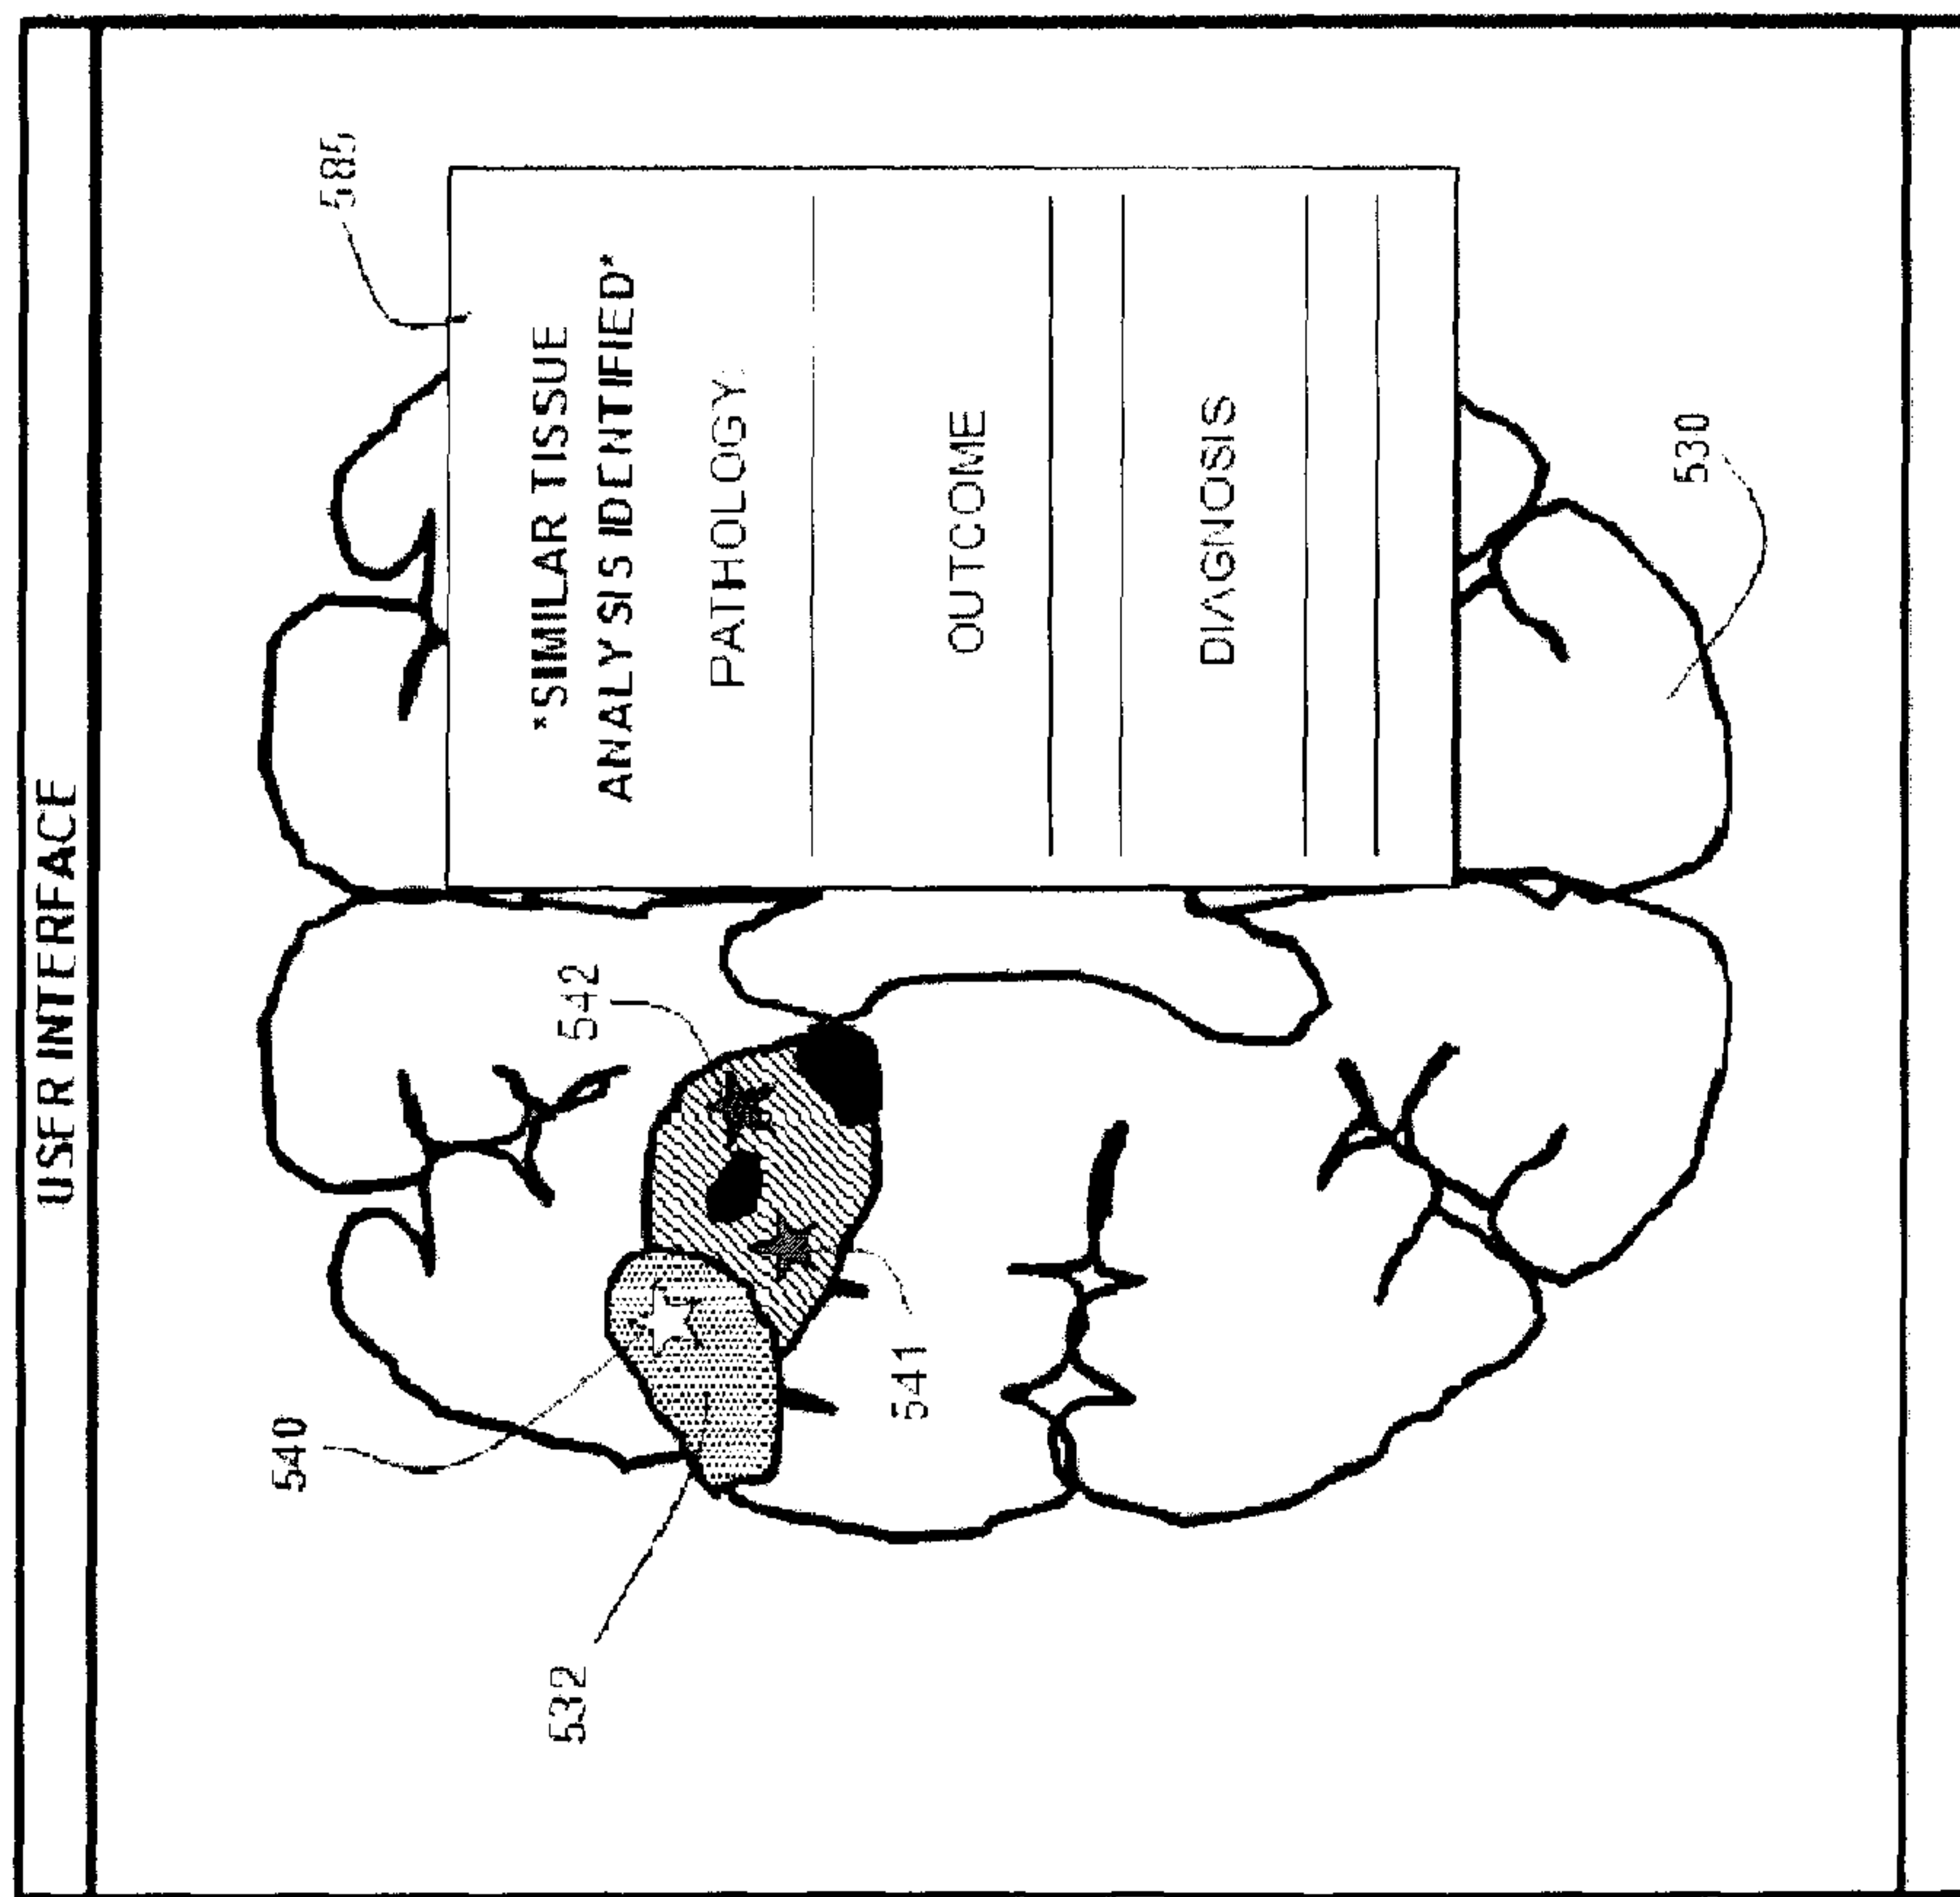 USER INTERFACE
585
*SIMILAR TISSUE
ANALYSIS IDENTIFIED*
PATHOLOGY
OUTCOME
DIAGNOSIS
530
542
540
541
532